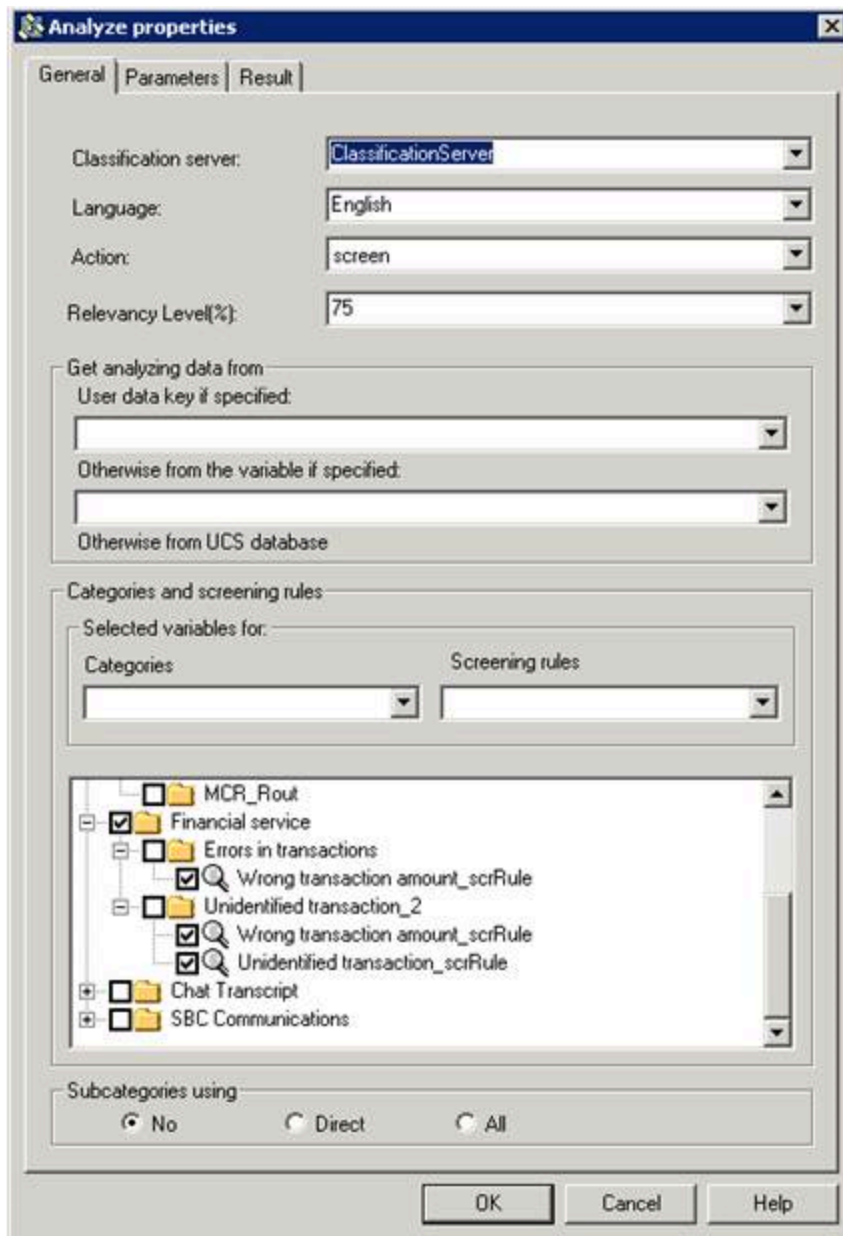 Analyze properties
General Parameters Result
Classification server: ClassificationServer
Language: English
Action: screen
Relevancy Level(%): 75
Get analyzing data from
User data key if specified:
Otherwise from the variable if specified:
Otherwise from UCS database
Categories and screening rules
Selected variables for:
Categories Screening rules
MCR_Rout
Financial service
Errors in transactions
Wrong transaction amount_scrRule
Unidentified transaction_2
Wrong transaction amount_scrRule
Unidentified transaction_scrRule
Chat Transcript
SBC Communications
Subcategories using
No Direct All
OK Cancel Help